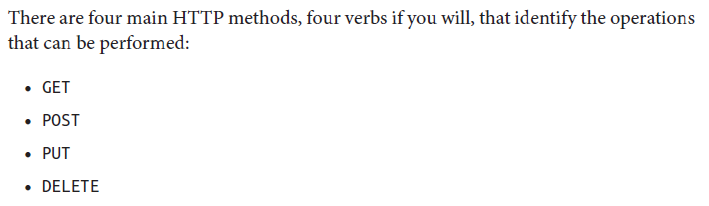 There are four main HTTP methods, four verbs if you will, that identify the operations
that can be performed:
• GET
• POST
• PUT
• DELETE